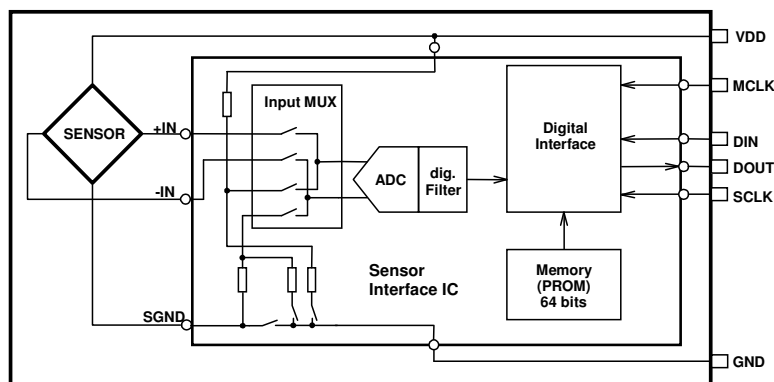 VDD
MCLK
Input MUX
SENSOR
+IN
Digital
Interface
DIN
DOUT
ADC
dig.
Filter
-IN
SCLK
Sensor
Interface IC
Memory
(PROM)
64 bits
SGND
GND